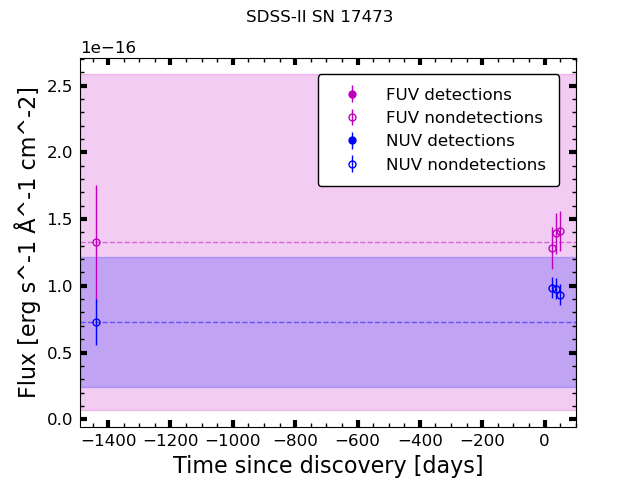 SDSS-II SN 17473
1e−16
FUV detections
FUV nondetections
NUV detections
NUV nondetections
2.5
2.0
1.5
1.0
0.5
0.0
Flux [erg s^-1 Å^-1 cm^-2]
−1400 −1200 −1000 −800 −600 −400 −200 0
Time since discovery [days]